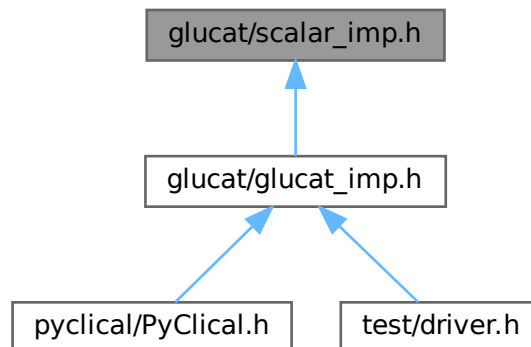 glucat/scalar_imp.h
glucat/glucat_imp.h
pyclical/PyClical.h
test/driver.h